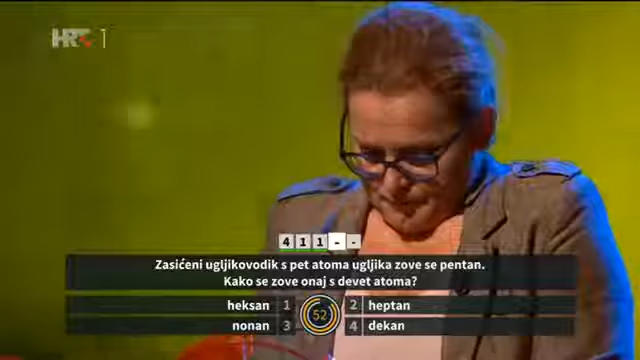 HRT 1
4 1 1 - -
Zasićeni ugljikovodik s pet atoma ugljika zove se pentan.
Kako se zove onaj s devet atoma?
heksan 1 52 2 heptan
nonan 3 4 dekan